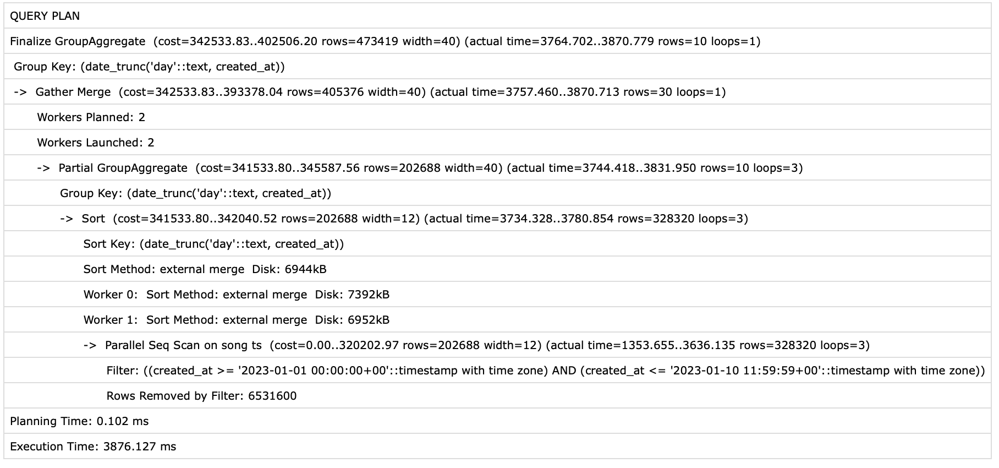 QUERY PLAN
Finalize GroupAggregate  (cost=342533.83..402506.20 rows=473419 width=40) (actual time=3764.702..3870.779 rows=10 loops=1)
Group Key: (date_trunc('day'::text, created_at))
->  Gather Merge  (cost=342533.83..393378.04 rows=405376 width=40) (actual time=3757.460..3870.713 rows=30 loops=1)
Workers Planned: 2
Workers Launched: 2
->  Partial GroupAggregate  (cost=341533.80..345587.56 rows=202688 width=40) (actual time=3744.418..3831.950 rows=10 loops=3)
Group Key: (date_trunc('day'::text, created_at))
->  Sort  (cost=341533.80..342040.52 rows=202688 width=12) (actual time=3734.328..3780.854 rows=328320 loops=3)
Sort Key: (date_trunc('day'::text, created_at))
Sort Method: external merge  Disk: 6944kB
Worker 0:  Sort Method: external merge  Disk: 7392kB
Worker 1:  Sort Method: external merge  Disk: 6952kB
->  Parallel Seq Scan on song ts  (cost=0.00..320202.97 rows=202688 width=12) (actual time=1353.655..3636.135 rows=328320 loops=3)
Filter: ((created_at >= '2023-01-01 00:00:00+00'::timestamp with time zone) AND (created_at <= '2023-01-10 11:59:59+00'::timestamp with time zone))
Rows Removed by Filter: 6531600
Planning Time: 0.102 ms
Execution Time: 3876.127 ms